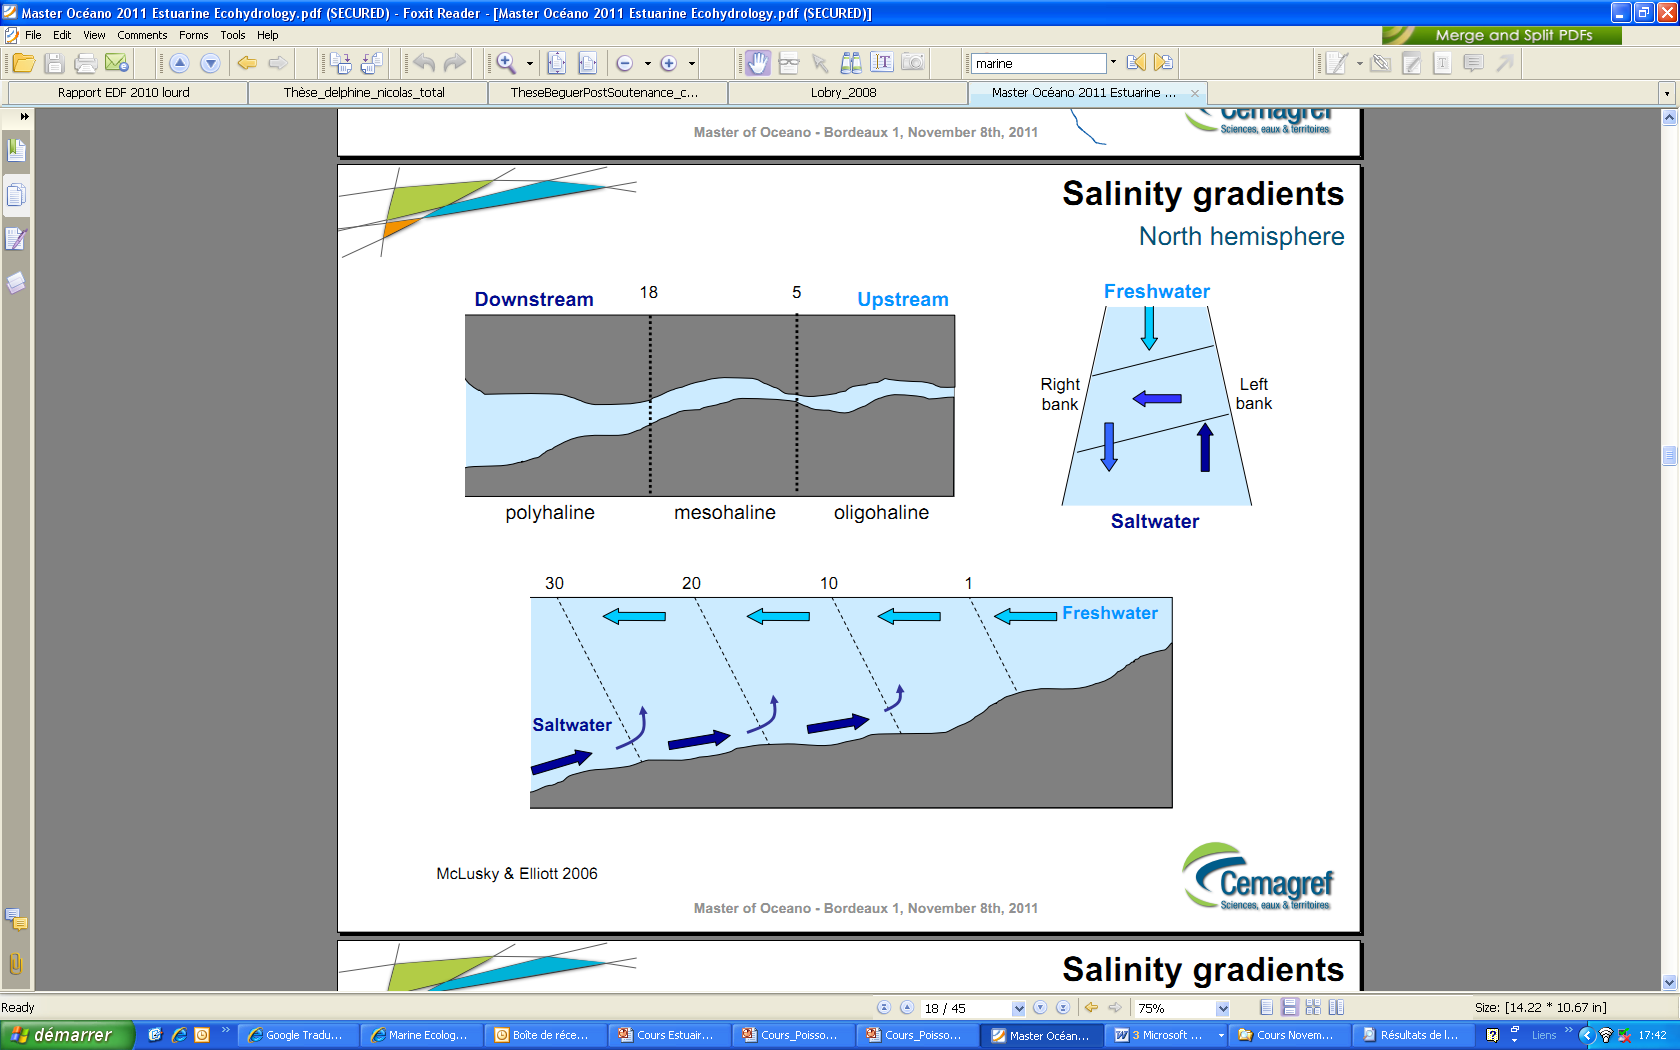 Master Océano 2011 Estuarine Ecohydrology.pdf (SECURED) - Foxit Reader - [Master Océano 2011 Estuarine Ecohydrology.pdf (SECURED)]
File Edit View Comments Forms Tools Help
Merge and Split PDFs
marine
Rapport EDF 2010 lourd
Thèse_delphine_nicolas_total
TheseBeguerPostSoutenance_c...
Lobry_2008
Master Océano 2011 Estuarine ...
Master of Oceano - Bordeaux 1, November 8th, 2011
Cemagref
Sciences, eaux & territoires
Salinity gradients
North hemisphere
Downstream 18 5 Upstream
polyhaline mesohaline oligohaline
Freshwater
Right bank
Left bank
Saltwater
30 20 10 1
Freshwater
Saltwater
McLusky & Elliott 2006
Cemagref
Sciences, eaux & territoires
Master of Oceano - Bordeaux 1, November 8th, 2011
Salinity gradients
Ready
18 / 45
75%
Size: [14.22 * 10.67 in]
démarrer
Google Tradu...
Marine Ecolog...
Boîte de réce...
Cours Estuair...
Cours_Poisso...
Cours_Poisso...
Master Océan...
3 Microsoft ...
Cours Novem...
Résultats de l...
Liens
17:42